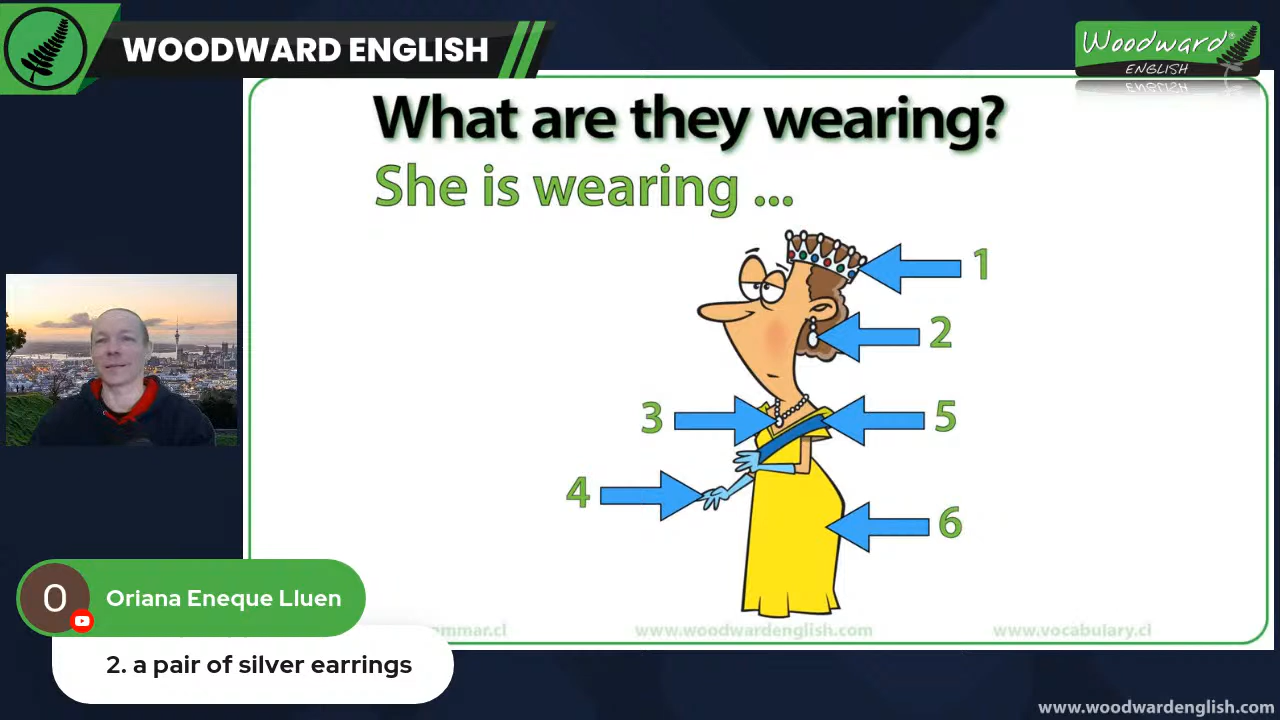 WOODWARD ENGLISH
Woodward®
ENGLISH
What are they wearing?
She is wearing ...
1
2
3
5
4
6
O
Oriana Eneque Lluen
2. a pair of silver earrings
www.woodwardenglish.com
www.vocabulary.cl
www.woodwardenglish.com